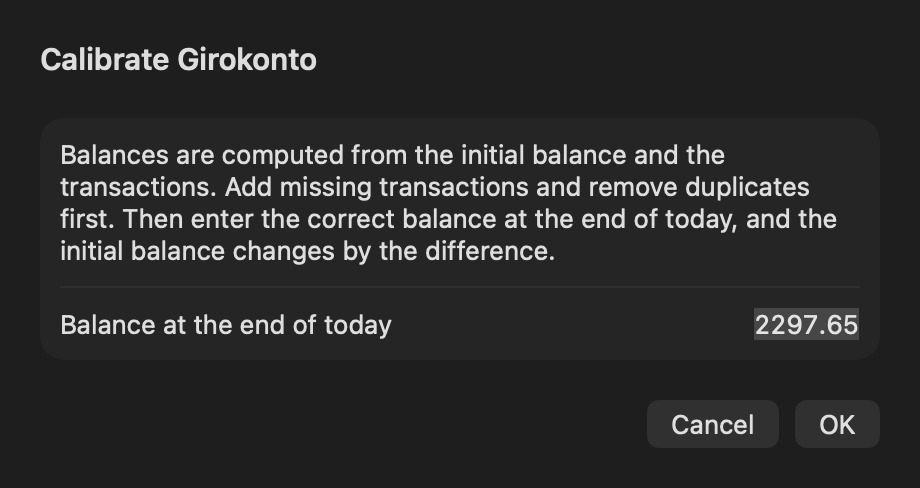 Calibrate Girokonto
Balances are computed from the initial balance and the
transactions. Add missing transactions and remove duplicates
first. Then enter the correct balance at the end of today, and the
initial balance changes by the difference.
Balance at the end of today 2297.65
Cancel OK